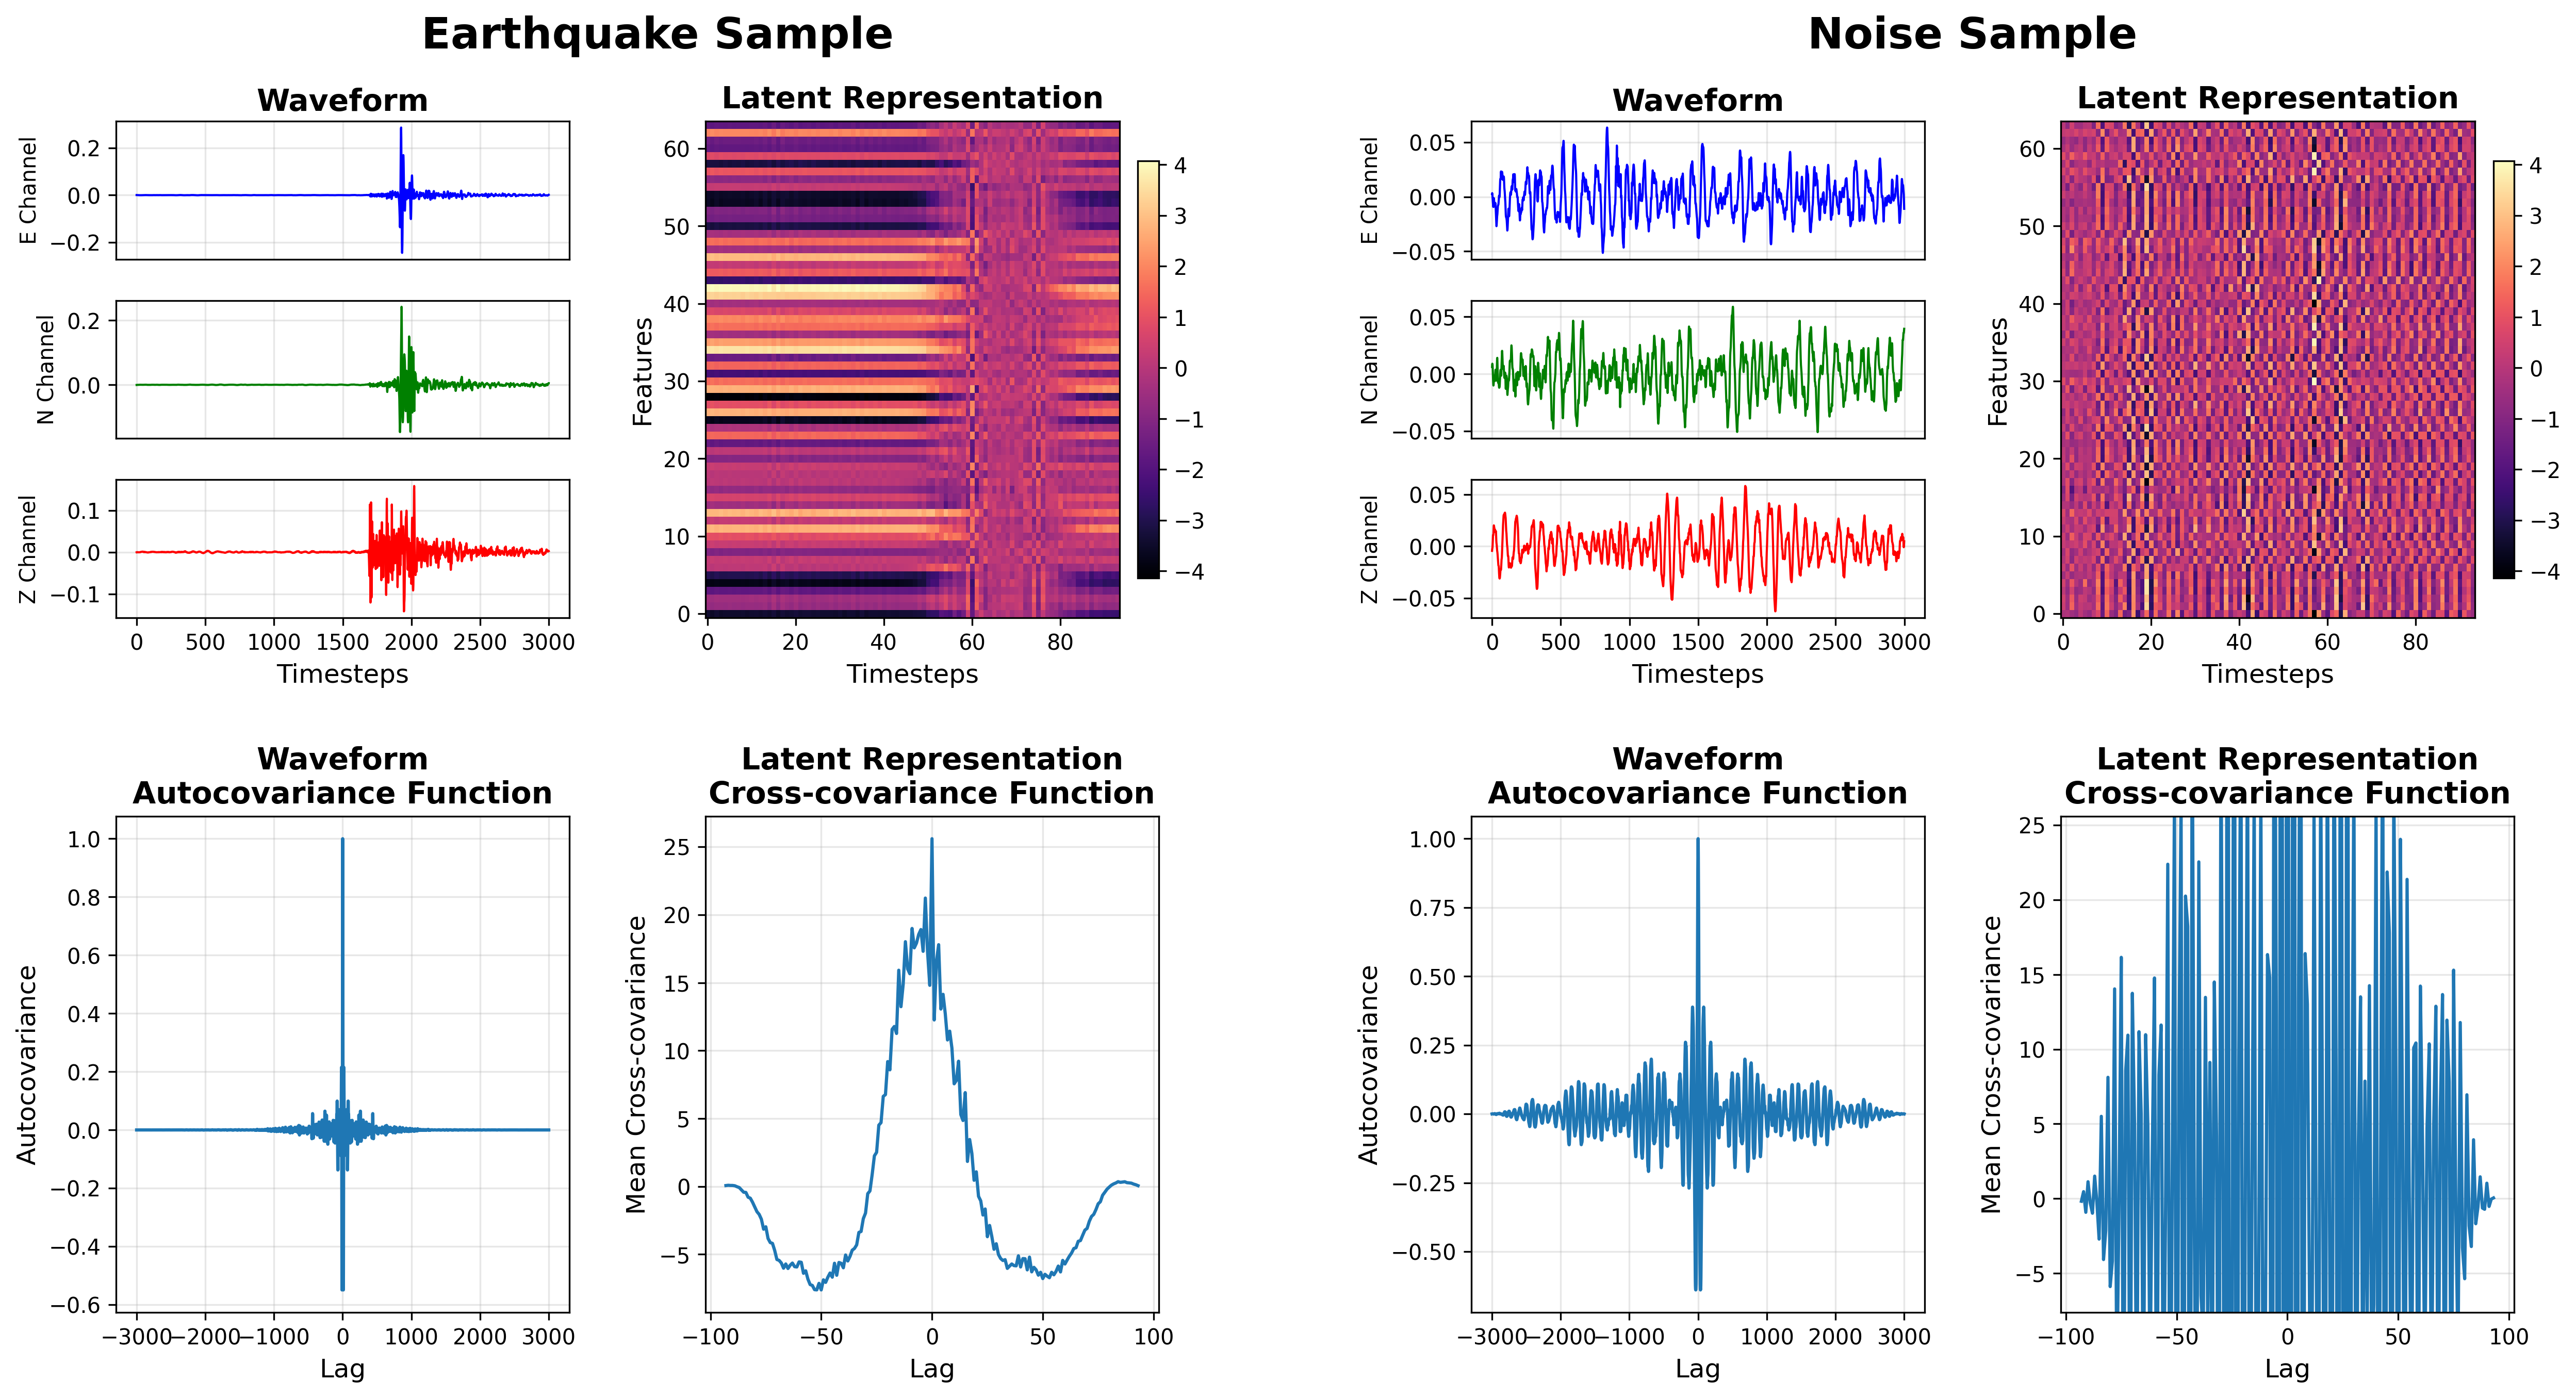 Earthquake Sample
Noise Sample
Waveform
Latent Representation
Waveform
Latent Representation
E Channel
0.2
0.0
−0.2
N Channel
0.2
0.0
Z Channel
0.1
0.0
−0.1
0 500 1000 1500 2000 2500 3000
Timesteps
Features
60
50
40
30
20
10
0
0 20 40 60 80
Timesteps
4
3
2
1
0
−1
−2
−3
−4
E Channel
0.05
0.00
−0.05
N Channel
0.05
0.00
−0.05
Z Channel
0.05
0.00
−0.05
0 500 1000 1500 2000 2500 3000
Timesteps
Features
60
50
40
30
20
10
0
0 20 40 60 80
Timesteps
4
3
2
1
0
−1
−2
−3
−4
Waveform
Autocovariance Function
Autocovariance
1.0
0.8
0.6
0.4
0.2
0.0
−0.2
−0.4
−0.6
−3000 −2000 −1000 0 1000 2000 3000
Lag
Latent Representation
Cross-covariance Function
Mean Cross-covariance
25
20
15
10
5
0
−5
−100 −50 0 50 100
Lag
Waveform
Autocovariance Function
Autocovariance
1.00
0.75
0.50
0.25
0.00
−0.25
−0.50
−3000 −2000 −1000 0 1000 2000 3000
Lag
Latent Representation
Cross-covariance Function
Mean Cross-covariance
25
20
15
10
5
0
−5
−100 −50 0 50 100
Lag